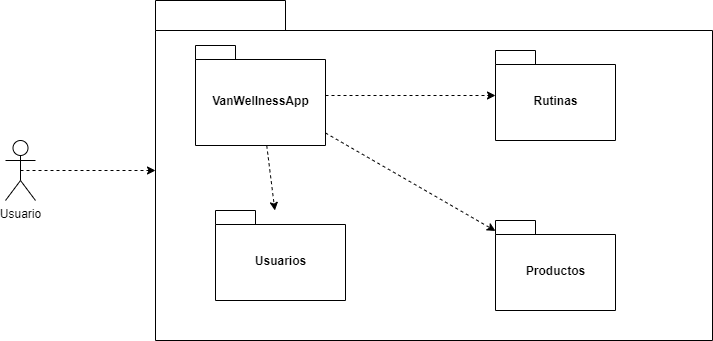 VanWellnessApp
Rutinas
Usuario
Usuarios
Productos